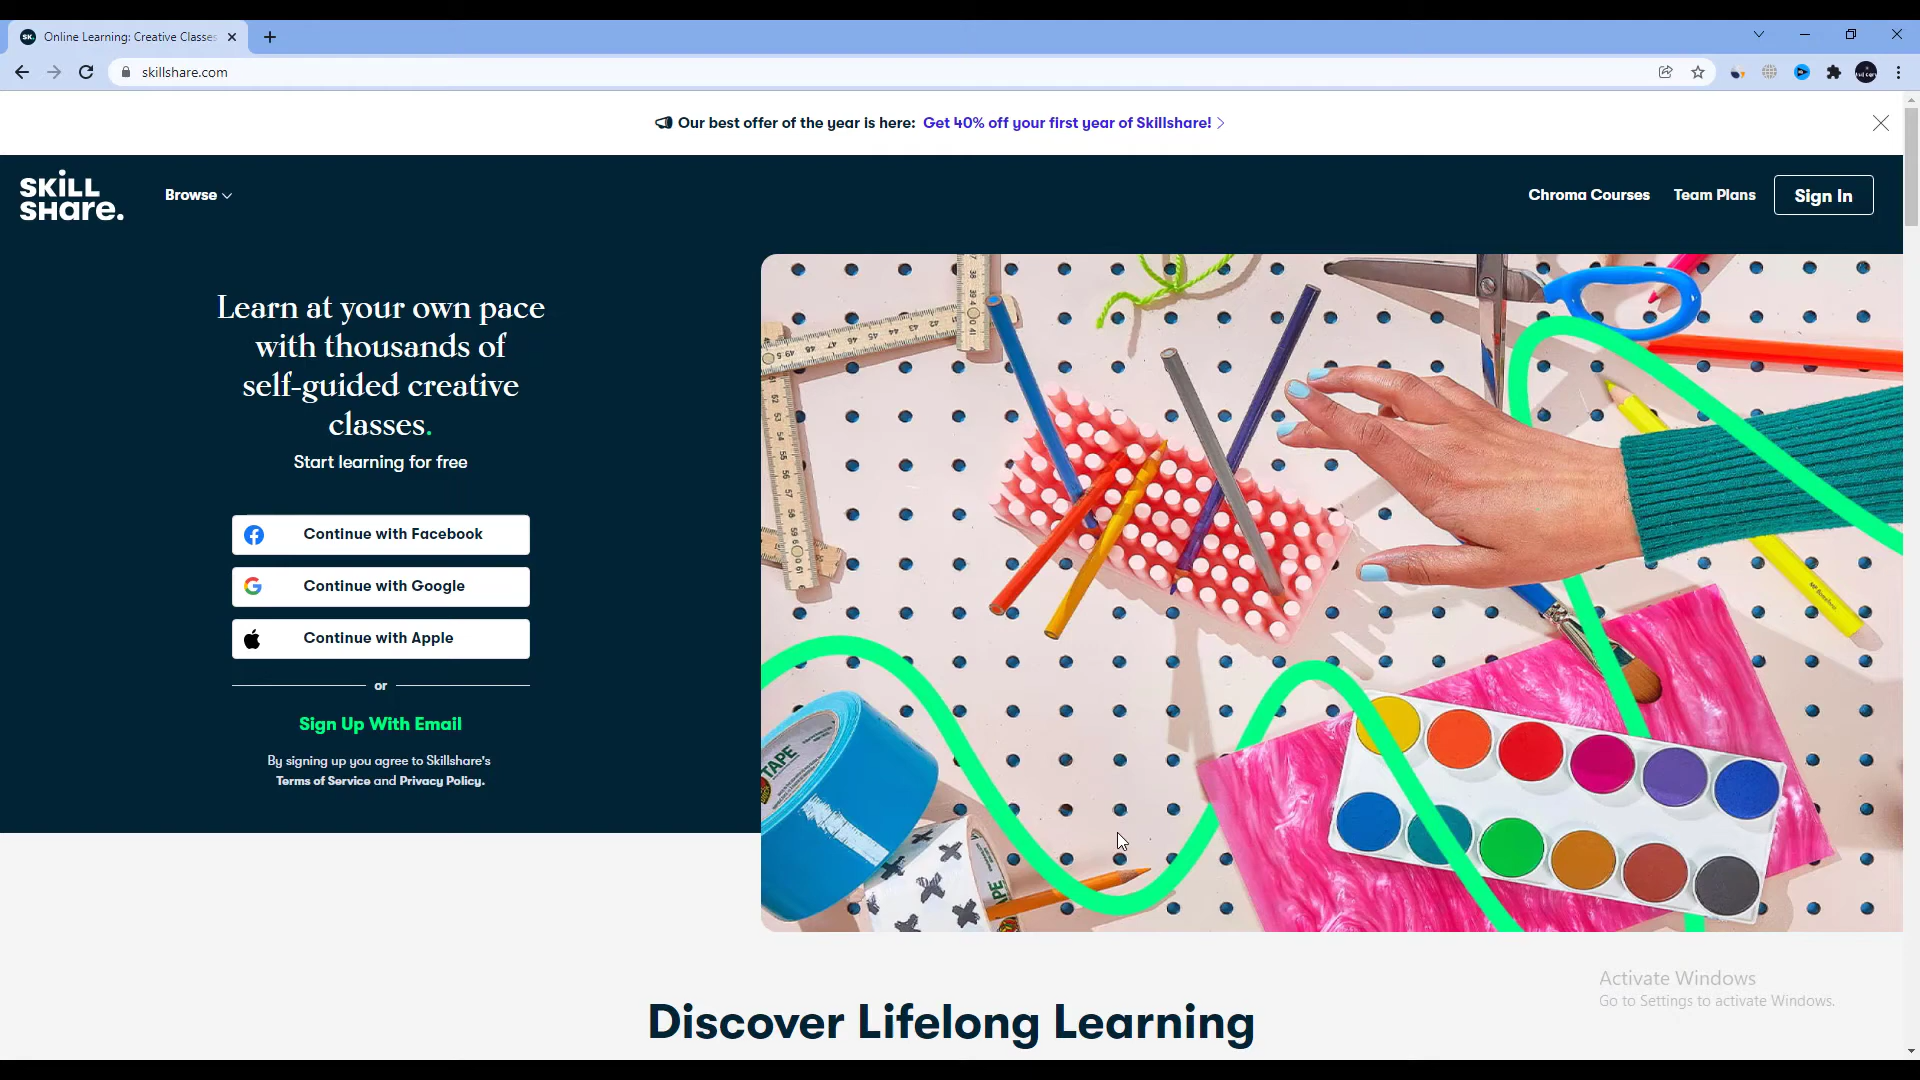 Online Learning: Creative Classes
skillshare.com
Our best offer of the year is here: Get 40% off your first year of Skillshare!
SKILL
SHare.
Browse
Chroma Courses
Team Plans
Sign In
Learn at your own pace
with thousands of
self-guided creative
classes.
Start learning for free
Continue with Facebook
Continue with Google
Continue with Apple
or
Sign Up With Email
By signing up you agree to Skillshare's
Terms of Service and Privacy Policy.
TAPE
TAPE
Discover Lifelong Learning
Activate Windows
Go to Settings to activate Windows.